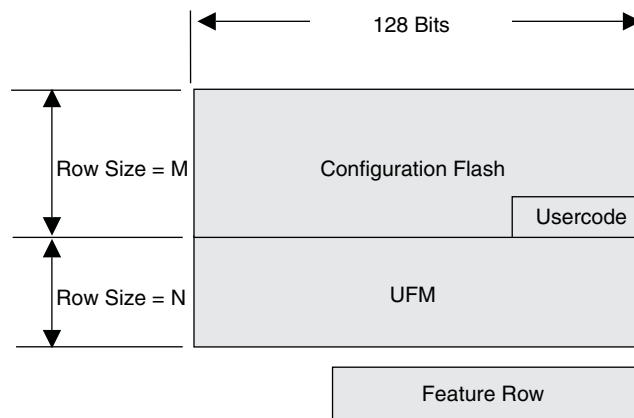 128 Bits
Row Size = M
Configuration Flash
Usercode
Row Size = N
UFM
Feature Row